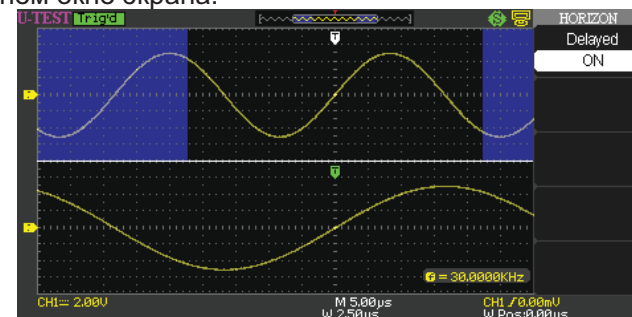 ном окне экрана.
U-TEST Trig'd HORIZON
Delayed
ON
T
T
f = 30.0000KHz
CH1 2.00V M 5.00μs CH1 0.00mV
W 2.50us W Pos:0.00μs